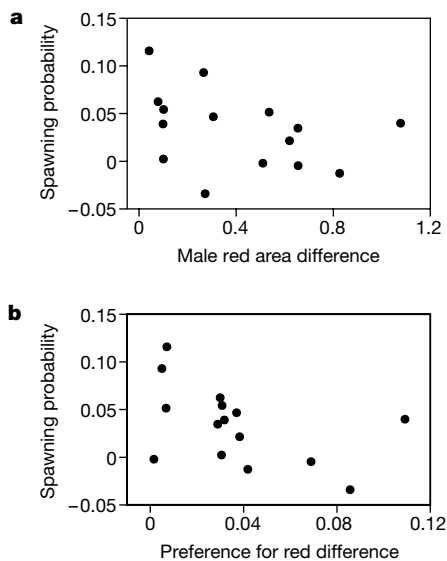 a
0.15
0.10
0.05
0
−0.05
Spawning probability
0 0.4 0.8 1.2
Male red area difference
b
0.15
0.10
0.05
0
−0.05
Spawning probability
0 0.04 0.08 0.12
Preference for red difference